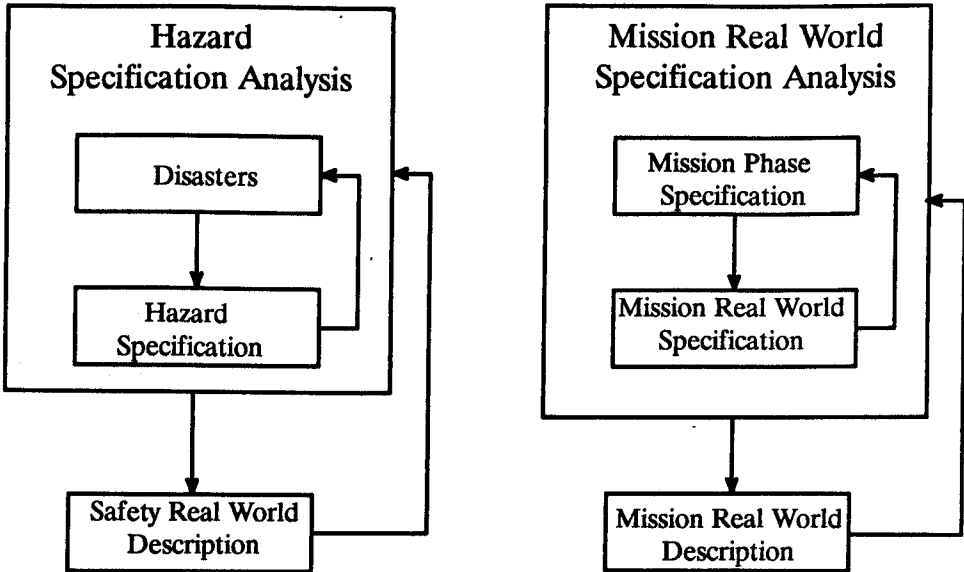 Hazard
Specification Analysis
Disasters
Hazard
Specification
Safety Real World
Description
Mission Real World
Specification Analysis
Mission Phase
Specification
Mission Real World
Specification
Mission Real World
Description